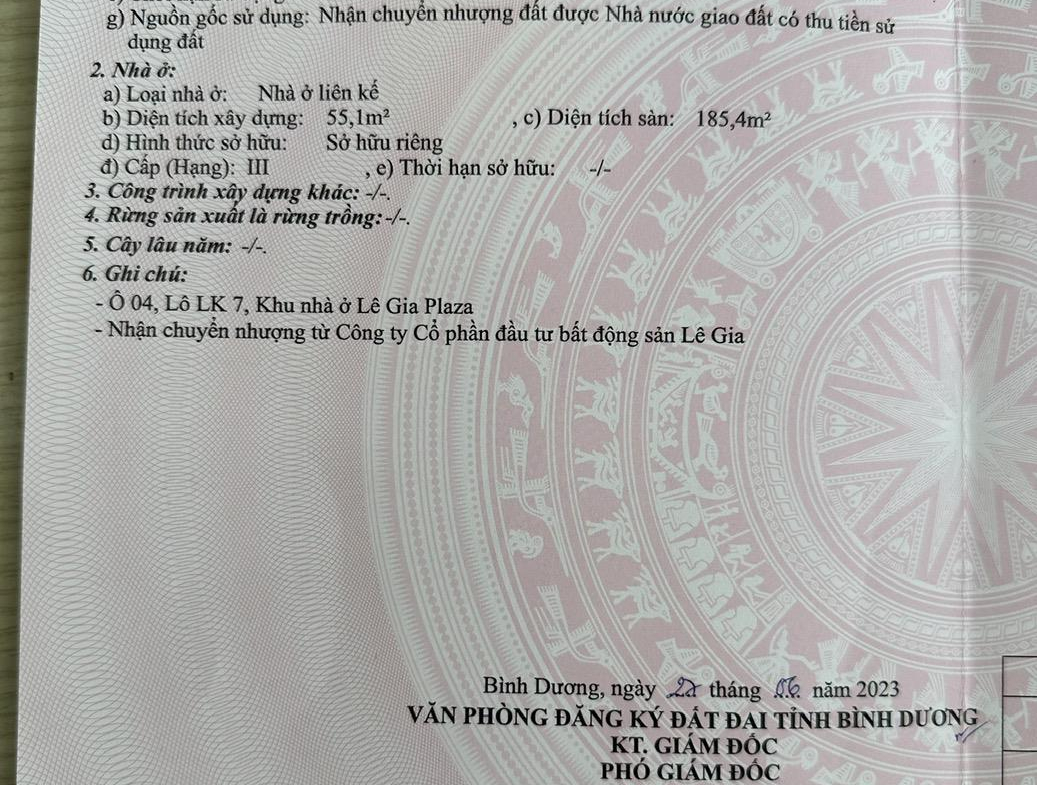 g) Nguồn gốc sử dụng: Nhận chuyển nhượng đất được Nhà nước giao đất có thu tiền sử
dụng đất
2. Nhà ở:
a) Loại nhà ở: Nhà ở liên kế
b) Diện tích xây dựng: 55,1m² , c) Diện tích sàn: 185,4m²
d) Hình thức sở hữu: Sở hữu riêng
đ) Cấp (Hạng): III , e) Thời hạn sở hữu: -/-
3. Công trình xây dựng khác: -/-.
4. Rừng sản xuất là rừng trồng: -/-.
5. Cây lâu năm: -/-.
6. Ghi chú:
- Ô 04, Lô LK 7, Khu nhà ở Lê Gia Plaza
- Nhận chuyển nhượng từ Công ty Cổ phần đầu tư bất động sản Lê Gia
Bình Dương, ngày tháng 06 năm 2023
VĂN PHÒNG ĐĂNG KÝ ĐẤT ĐAI TỈNH BÌNH DƯƠNG
KT. GIÁM ĐỐC
PHÓ GIÁM ĐỐC